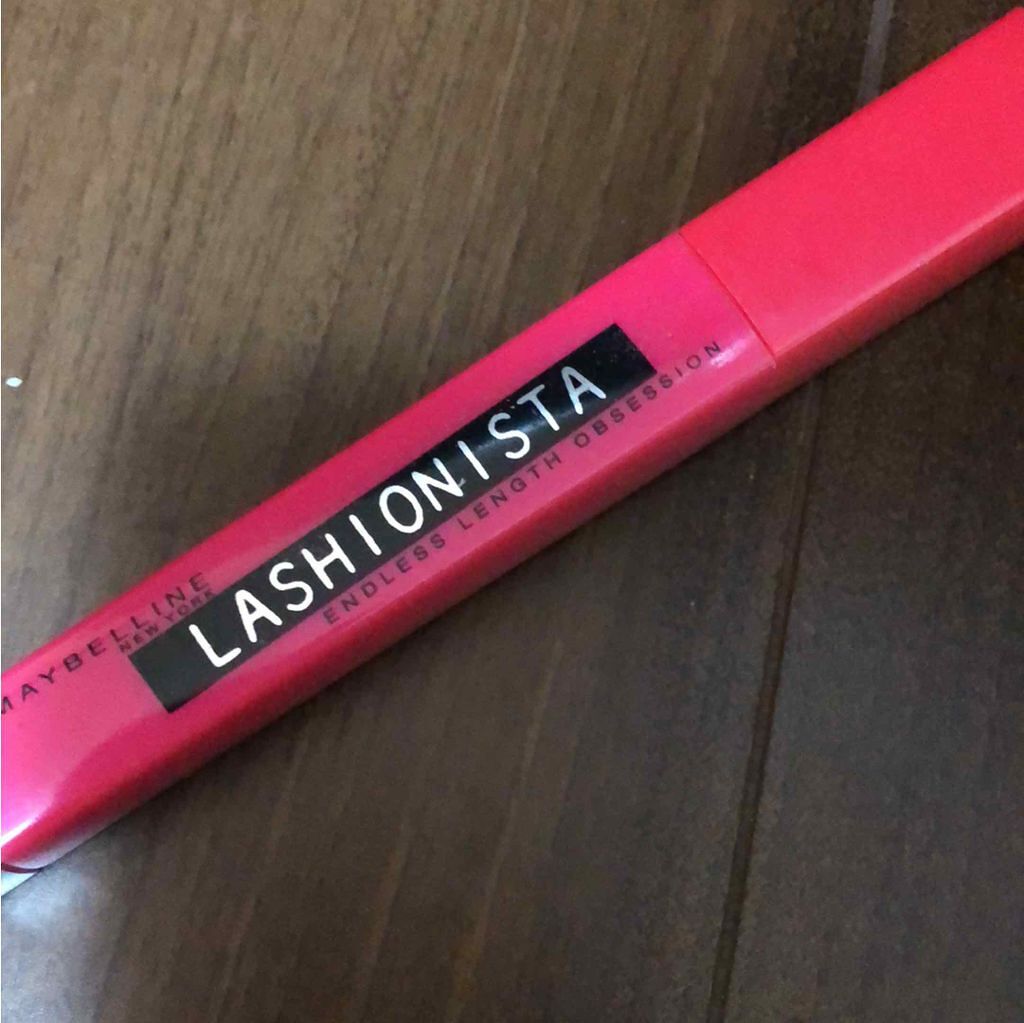 MAYBELLINE
NEW YORK
LASHIONISTA
ENDLESS LENGTH OBSESSION